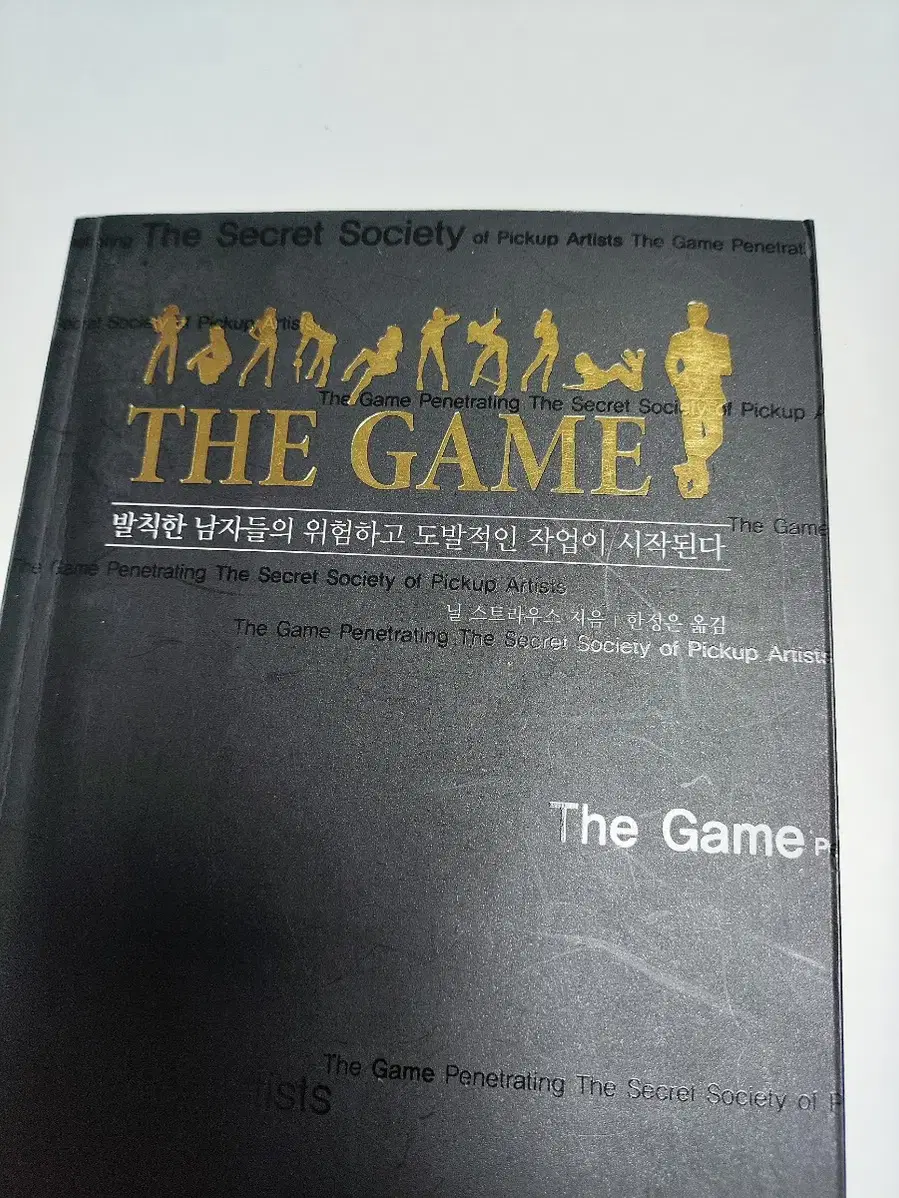 The Secret Society of Pickup Artists The Game Penetrati
Secret Society of Pickup Artis
The Game Penetrating The Secret Society of Pickup A
THE GAME
발칙한 남자들의 위험하고 도발적인 작업이 시작된다
The Game
The Game Penetrating The Secret Society of Pickup Artists
닐 스트라우스 지음 | 한정은 옮김
The Game Penetrating The Secret Society of Pickup Artists
The Game P
The Game Penetrating The Secret Society of P
tists